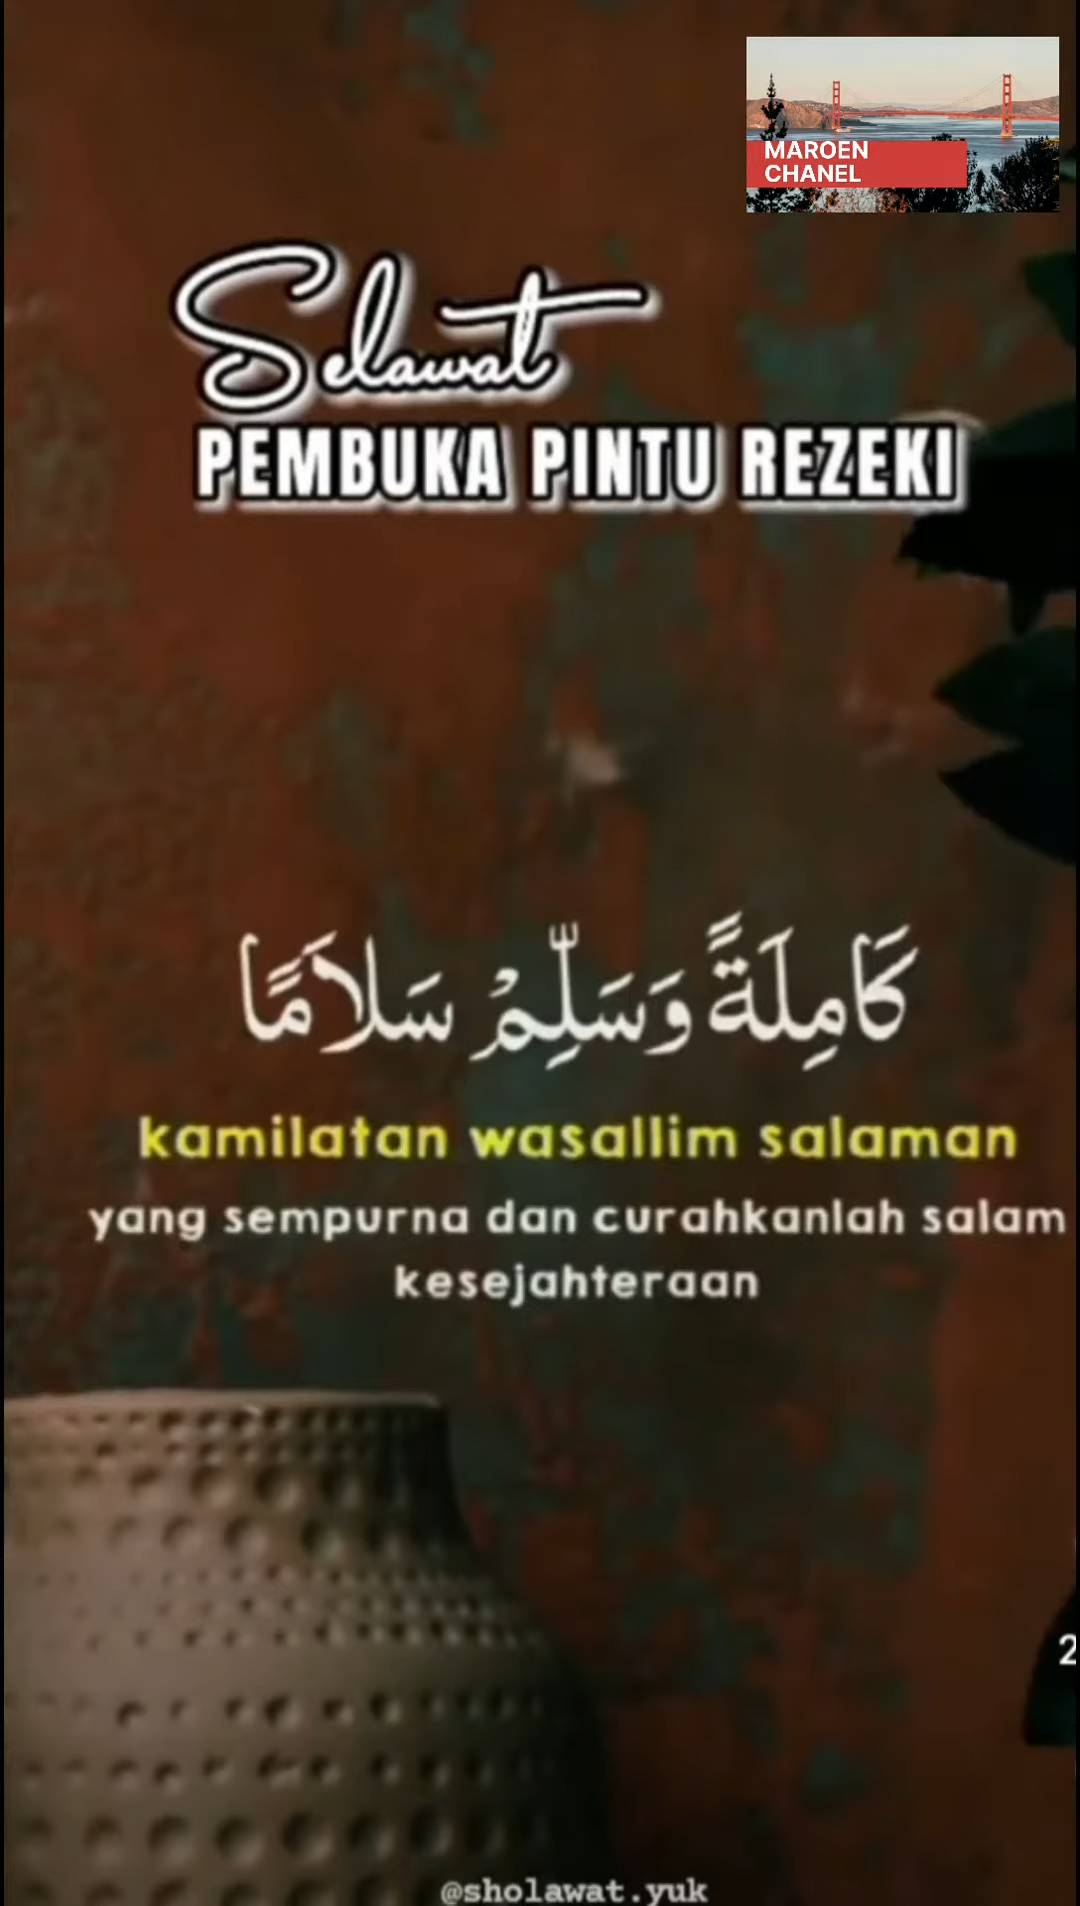 MAROEN
CHANEL
Selawat
PEMBUKA PINTU REZEKI
كَامِلَةً وَسَلِّمْ سَلاَمًا
kamilatan wasallim salaman
yang sempurna dan curahkanlah salam
kesejahteraan
2
@sholawat.yuk